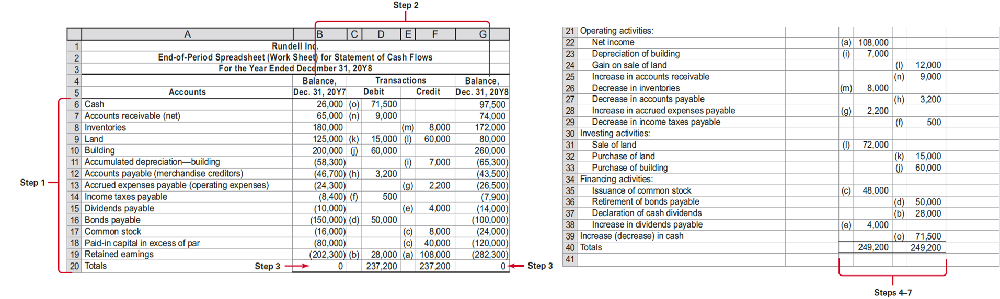 Step 2
A B C D E F G
1 Rundell Inc.
2 End-of-Period Spreadsheet (Work Sheet) for Statement of Cash Flows
3 For the Year Ended December 31, 20Y8
4 Balance, Transactions Balance,
5 Accounts Dec. 31, 20Y7 Debit Credit Dec. 31, 20Y8
6 Cash 26,000 (o) 71,500 97,500
7 Accounts receivable (net) 65,000 (n) 9,000 74,000
8 Inventories 180,000 (m) 8,000 172,000
9 Land 125,000 (k) 15,000 (l) 60,000 80,000
10 Building 200,000 (j) 60,000 260,000
11 Accumulated depreciation—building (58,300) (i) 7,000 (65,300)
12 Accounts payable (merchandise creditors) (46,700) (h) 3,200 (43,500)
Step 1
13 Accrued expenses payable (operating expenses) (24,300) (g) 2,200 (26,500)
14 Income taxes payable (8,400) (f) 500 (7,900)
15 Dividends payable (10,000) (e) 4,000 (14,000)
16 Bonds payable (150,000) (d) 50,000 (100,000)
17 Common stock (16,000) (c) 8,000 (24,000)
18 Paid-in capital in excess of par (80,000) (c) 40,000 (120,000)
19 Retained earnings (202,300) (b) 28,000 (a) 108,000 (282,300)
20 Totals Step 3 0 237,200 237,200 0 Step 3
21 Operating activities:
22 Net income (a) 108,000
23 Depreciation of building (i) 7,000
24 Gain on sale of land (l) 12,000
25 Increase in accounts receivable (n) 9,000
26 Decrease in inventories (m) 8,000
27 Decrease in accounts payable (h) 3,200
28 Increase in accrued expenses payable (g) 2,200
29 Decrease in income taxes payable (f) 500
30 Investing activities:
31 Sale of land (l) 72,000
32 Purchase of land (k) 15,000
33 Purchase of building (j) 60,000
34 Financing activities:
35 Issuance of common stock (c) 48,000
36 Retirement of bonds payable (d) 50,000
37 Declaration of cash dividends (b) 28,000
38 Increase in dividends payable (e) 4,000
39 Increase (decrease) in cash (o) 71,500
40 Totals 249,200 249,200
41
Steps 4–7